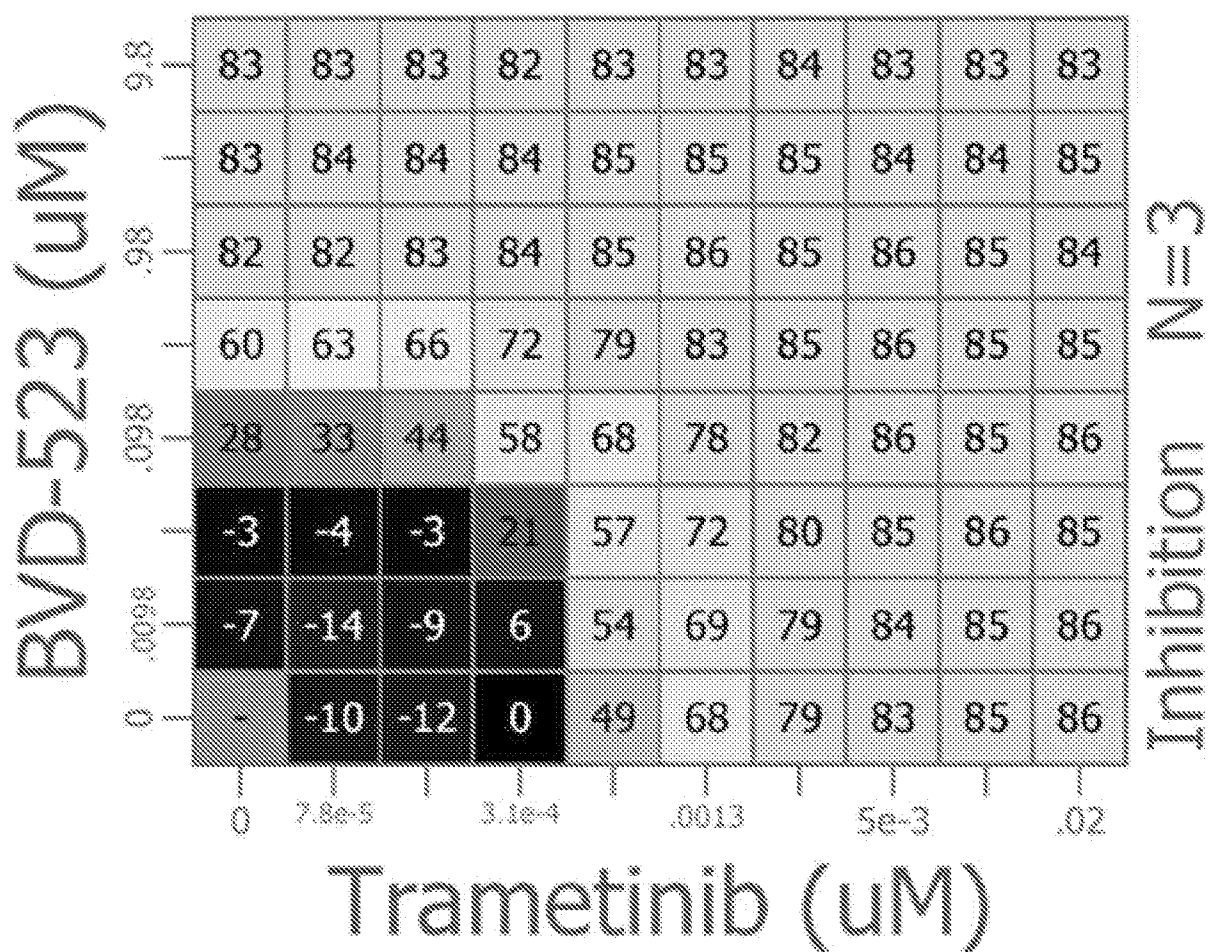 BVD-523 (uM)
9.8 83 83 83 82 83 83 84 83 83 83
83 84 84 84 85 85 85 84 84 85
.98 82 82 83 84 85 86 85 86 85 84
60 63 66 72 79 83 85 86 85 85
.098 28 33 44 58 68 78 82 86 85 86
-3 -4 -3 21 57 72 80 85 86 85
.0098 -7 -14 -9 6 54 69 79 84 85 86
0 - -10 -12 0 49 68 79 83 85 86
0 7.8e-5 3.1e-4 .0013 5e-3 .02
Trametinib (uM)
Inhibition N=3